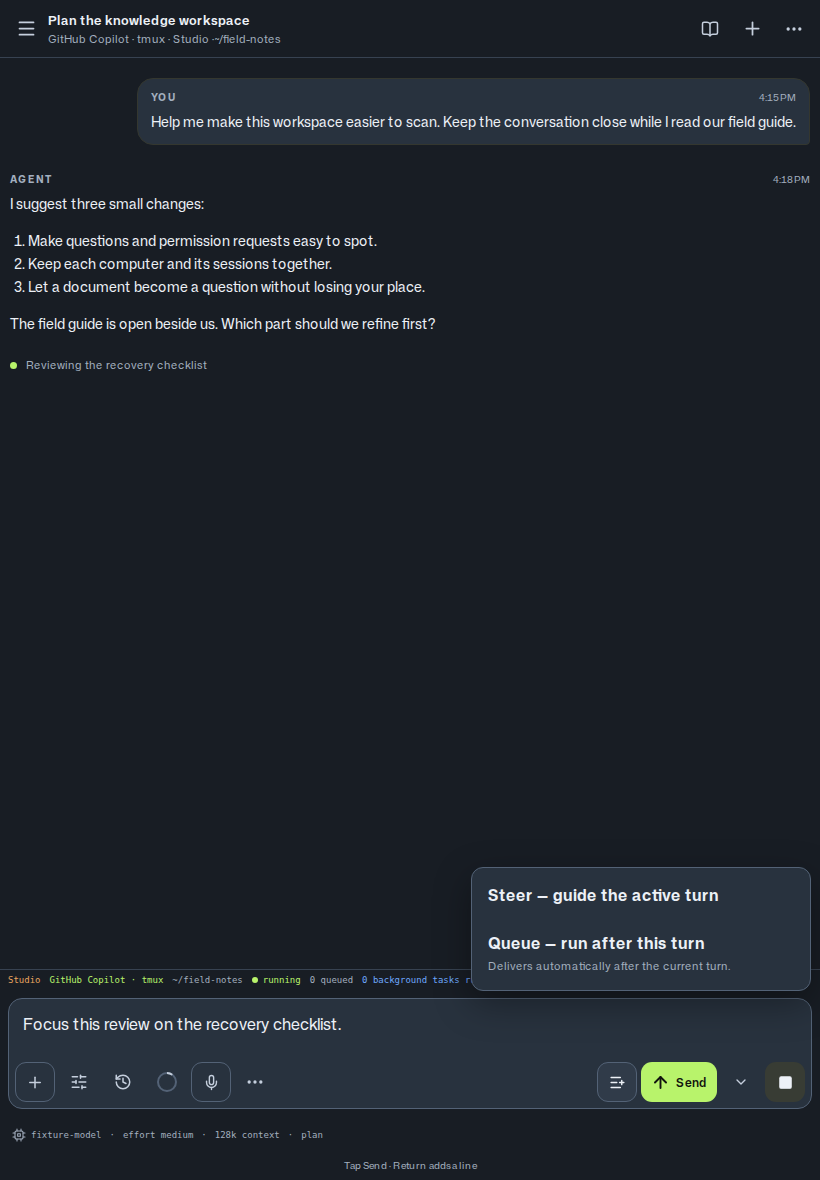 Plan the knowledge workspace
GitHub Copilot · tmux · Studio · ~/field-notes
YOU 4:15 PM
Help me make this workspace easier to scan. Keep the conversation close while I read our field guide.
AGENT 4:18 PM
I suggest three small changes:
1. Make questions and permission requests easy to spot.
2. Keep each computer and its sessions together.
3. Let a document become a question without losing your place.
The field guide is open beside us. Which part should we refine first?
Reviewing the recovery checklist
Steer — guide the active turn
Queue — run after this turn
Delivers automatically after the current turn.
Studio GitHub Copilot · tmux ~/field-notes running 0 queued 0 background tasks
Focus this review on the recovery checklist.
Send
fixture-model · effort medium · 128k context · plan
Tap Send · Return adds a line